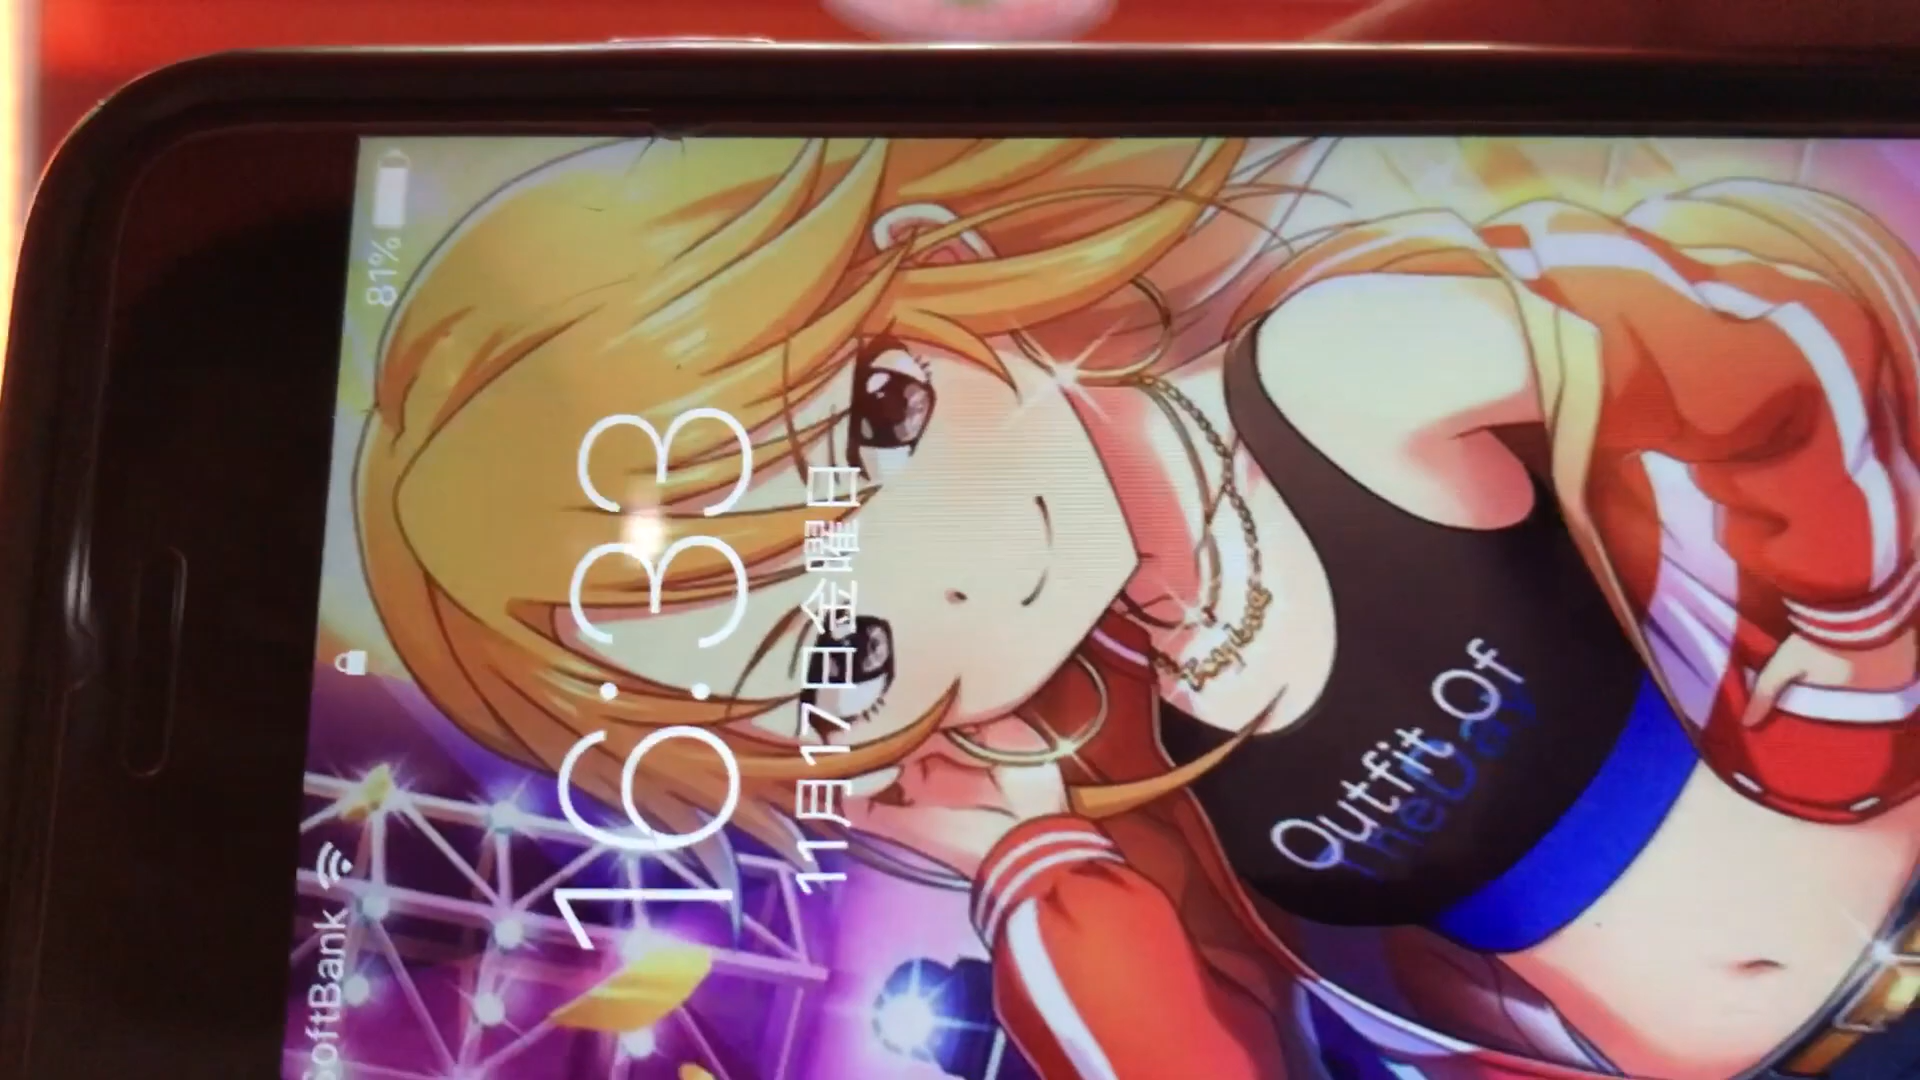 SoftBank
81%
16:33
11月17日金曜日
Outfit Of
The Day